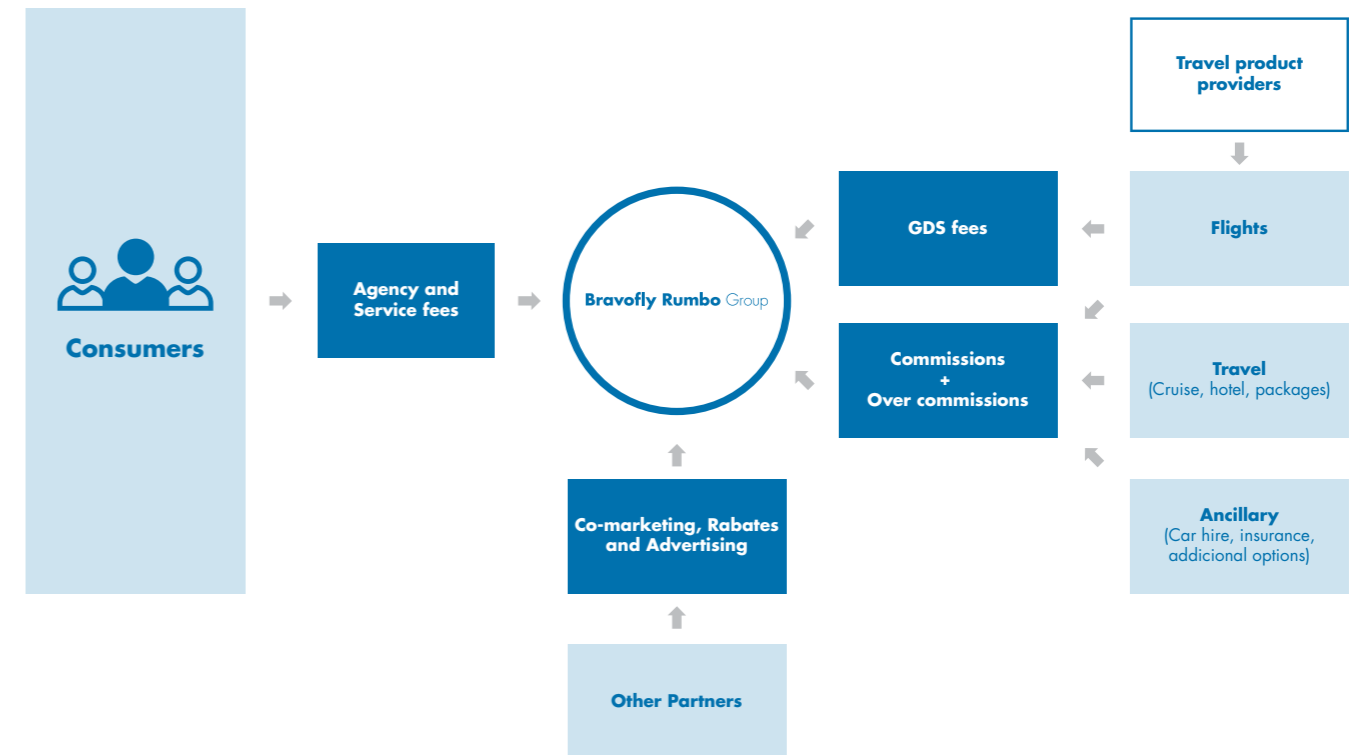 Consumers
Agency and
Service fees
Bravofly Rumbo Group
Co-marketing, Rabates
and Advertising
Other Partners
GDS fees
Commissions
+
Over commissions
Travel product
providers
Flights
Travel
(Cruise, hotel, packages)
Ancillary
(Car hire, insurance,
addicional options)